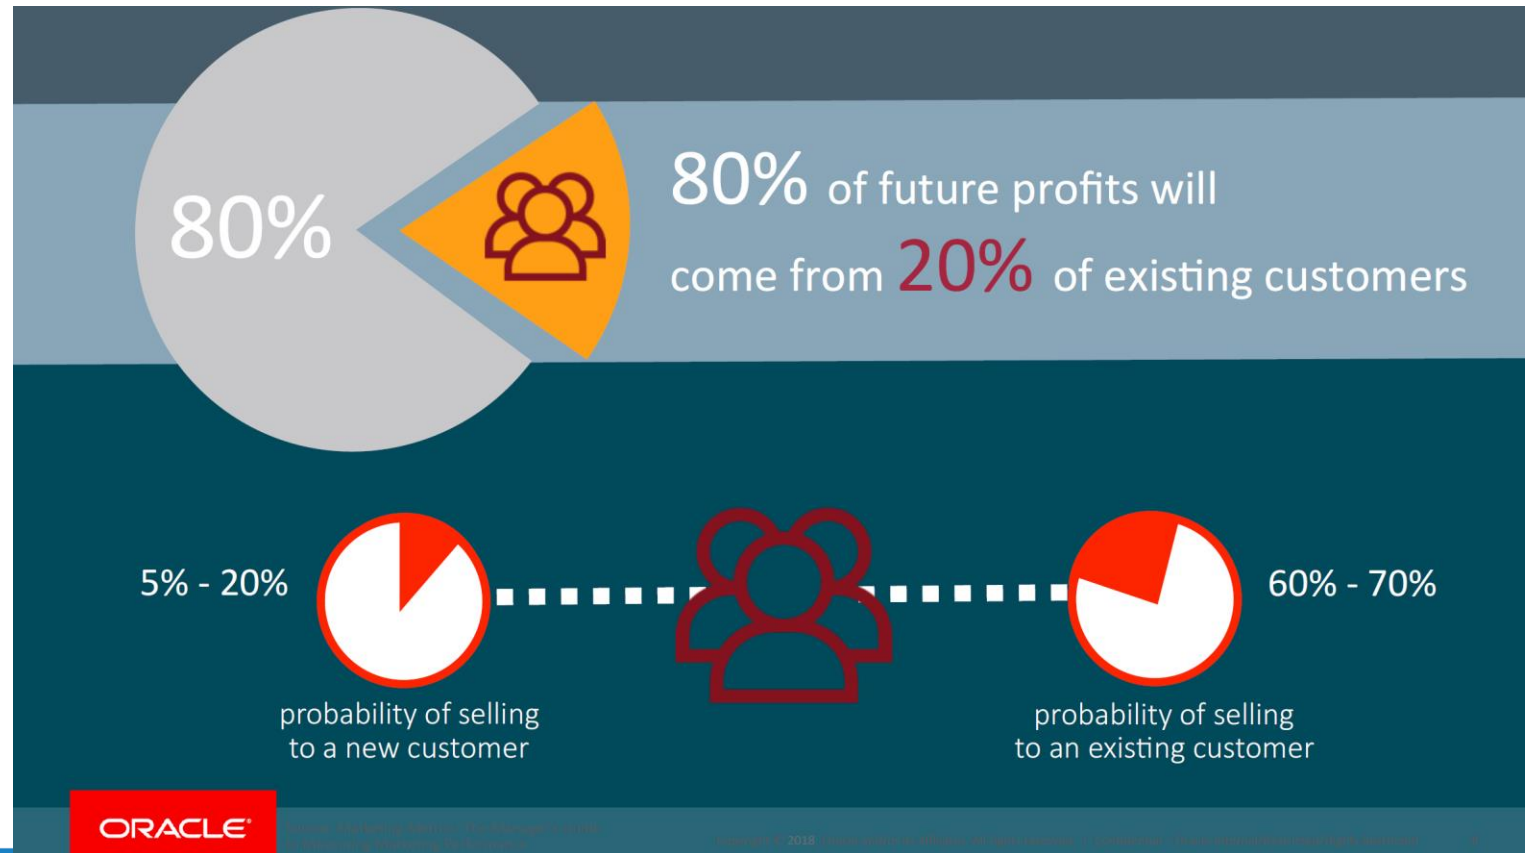 80%
80% of future profits will
come from 20% of existing customers
5% - 20%
60% - 70%
probability of selling
to a new customer
probability of selling
to an existing customer
ORACLE®
2018